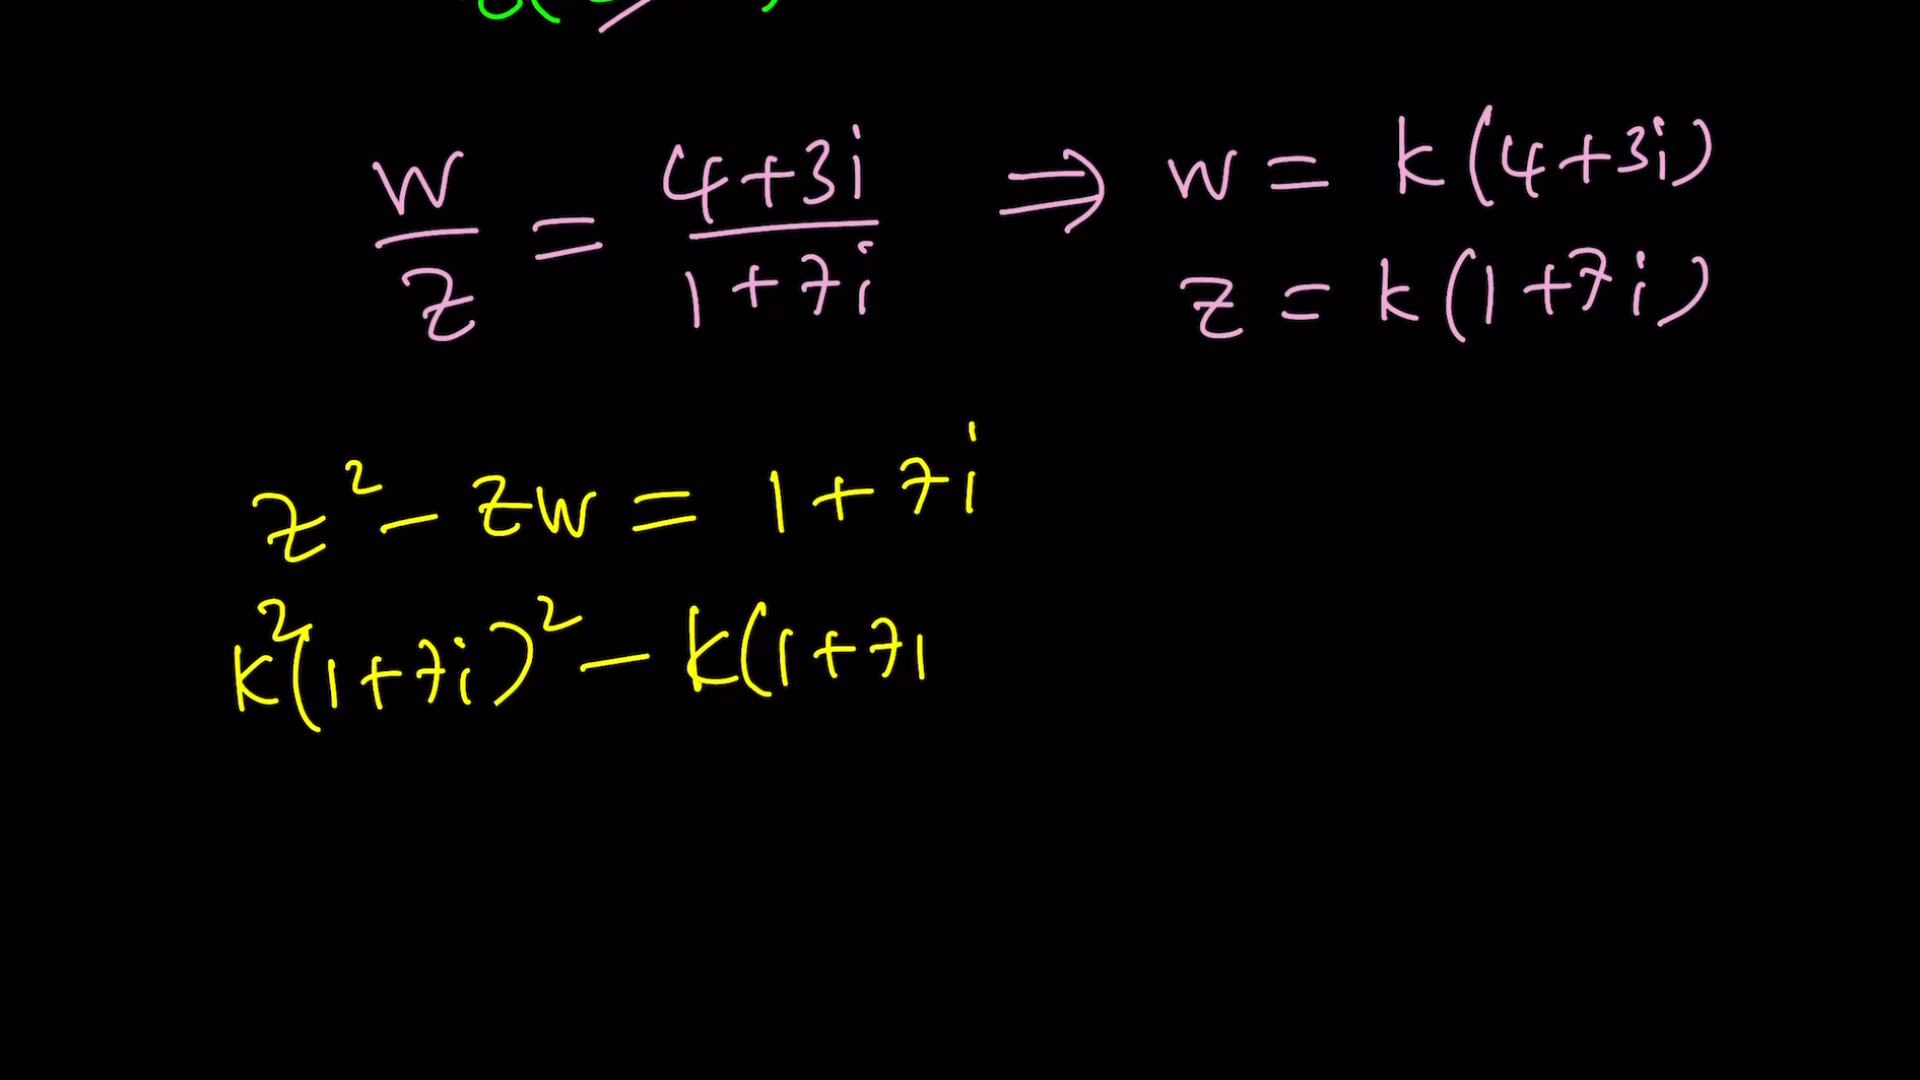 w/z = (4+3i)/(1+7i) ⇒ w = k(4+3i)
z = k(1+7i)
z² - zw = 1+7i
k²(1+7i)² - k(1+7i